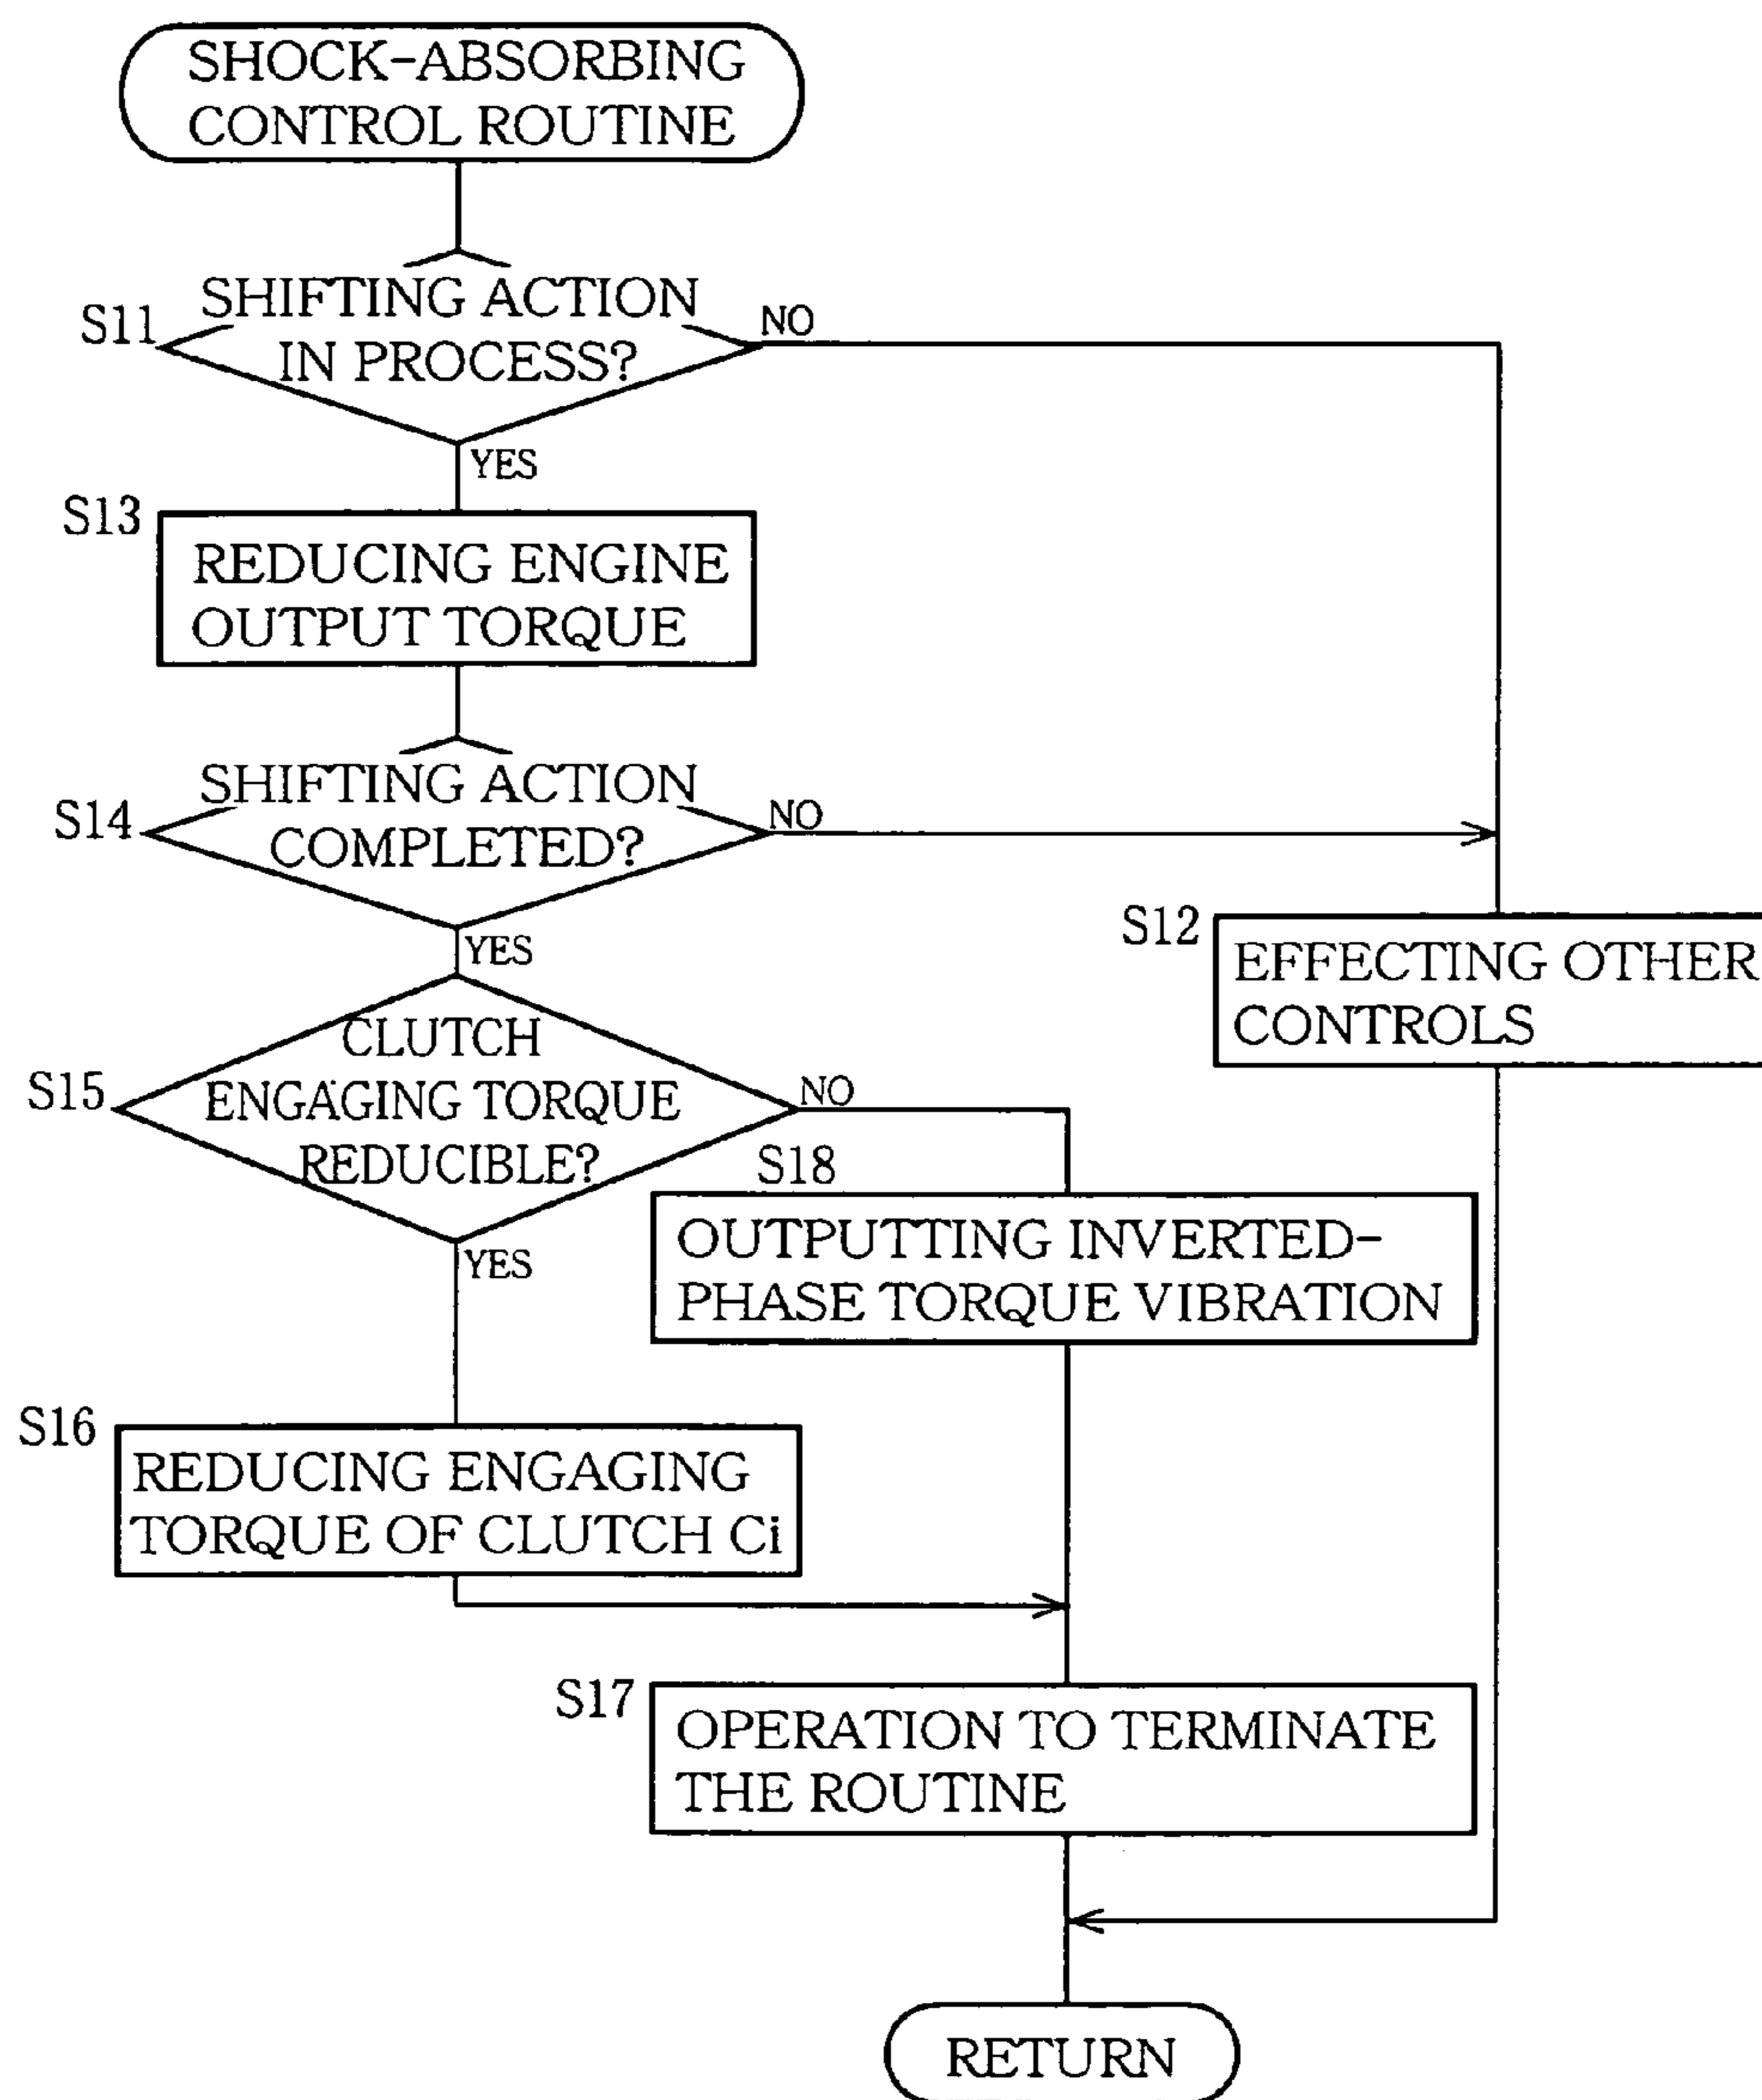 SHOCK-ABSORBING
CONTROL ROUTINE
S11
SHIFTING ACTION
IN PROCESS?
NO
YES
S13
REDUCING ENGINE
OUTPUT TORQUE
S14
SHIFTING ACTION
COMPLETED?
NO
YES
S12
EFFECTING OTHER
CONTROLS
S15
CLUTCH
ENGAGING TORQUE
REDUCIBLE?
NO
YES
S18
OUTPUTTING INVERTED-
PHASE TORQUE VIBRATION
S16
REDUCING ENGAGING
TORQUE OF CLUTCH Ci
S17
OPERATION TO TERMINATE
THE ROUTINE
RETURN